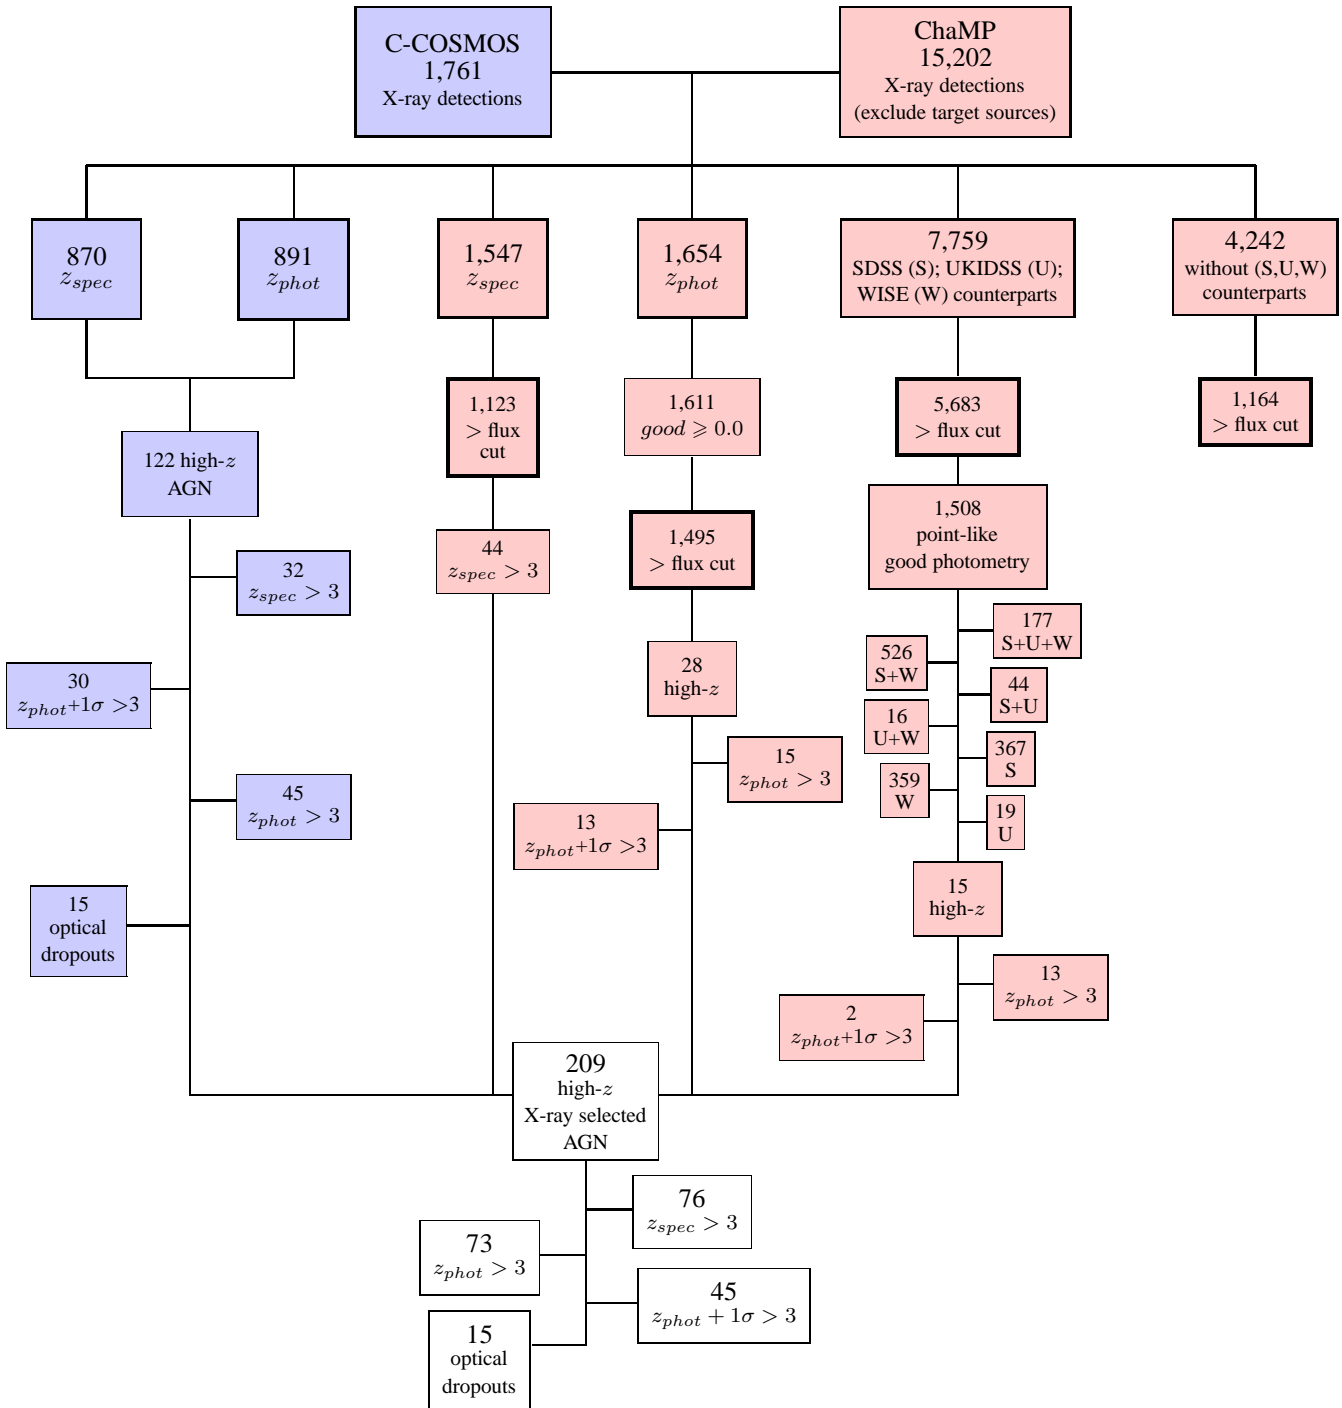 C-COSMOS
1,761
X-ray detections
ChaMP
15,202
X-ray detections
(exclude target sources)
870
z_spec
891
z_phot
1,547
z_spec
1,654
z_phot
7,759
SDSS (S); UKIDSS (U);
WISE (W) counterparts
4,242
without (S,U,W)
counterparts
1,123
> flux
cut
1,611
good ⩾ 0.0
5,683
> flux cut
1,164
> flux cut
122 high-z
AGN
1,508
point-like
good photometry
1,495
> flux cut
44
z_spec > 3
32
z_spec > 3
177
S+U+W
526
S+W
28
high-z
30
z_phot+1σ >3
44
S+U
16
U+W
367
S
15
z_phot > 3
359
W
45
z_phot > 3
19
U
13
z_phot+1σ >3
15
high-z
15
optical
dropouts
13
z_phot > 3
2
z_phot+1σ >3
209
high-z
X-ray selected
AGN
76
z_spec > 3
73
z_phot > 3
45
z_phot + 1σ > 3
15
optical
dropouts